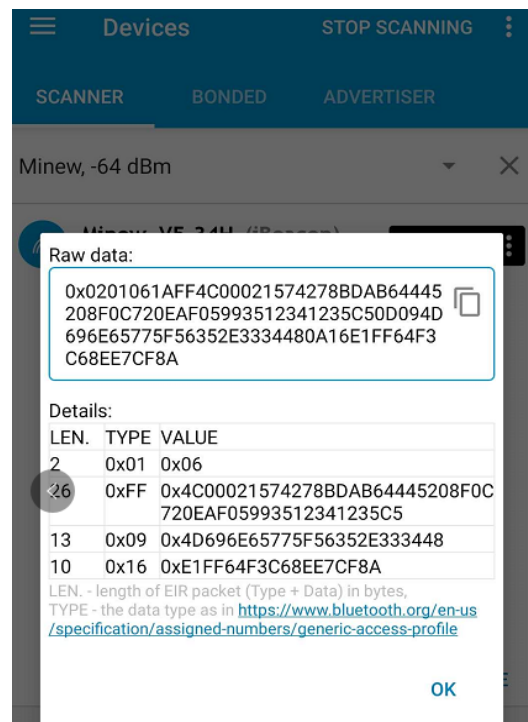 Devices
STOP SCANNING
SCANNER
BONDED
ADVERTISER
Minew, -64 dBm
Raw data:
0x0201061AFF4C00021574278BDAB64445
208F0C720EAF05993512341235C50D094D
696E65775F56352E3334480A16E1FF64F3
C68EE7CF8A
Details:
LEN. TYPE VALUE
2 0x01 0x06
26 0xFF 0x4C00021574278BDAB64445208F0C
720EAF05993512341235C5
13 0x09 0x4D696E65775F56352E333448
10 0x16 0xE1FF64F3C68EE7CF8A
LEN. - length of EIR packet (Type + Data) in bytes,
TYPE - the data type as in https://www.bluetooth.org/en-us
/specification/assigned-numbers/generic-access-profile
OK